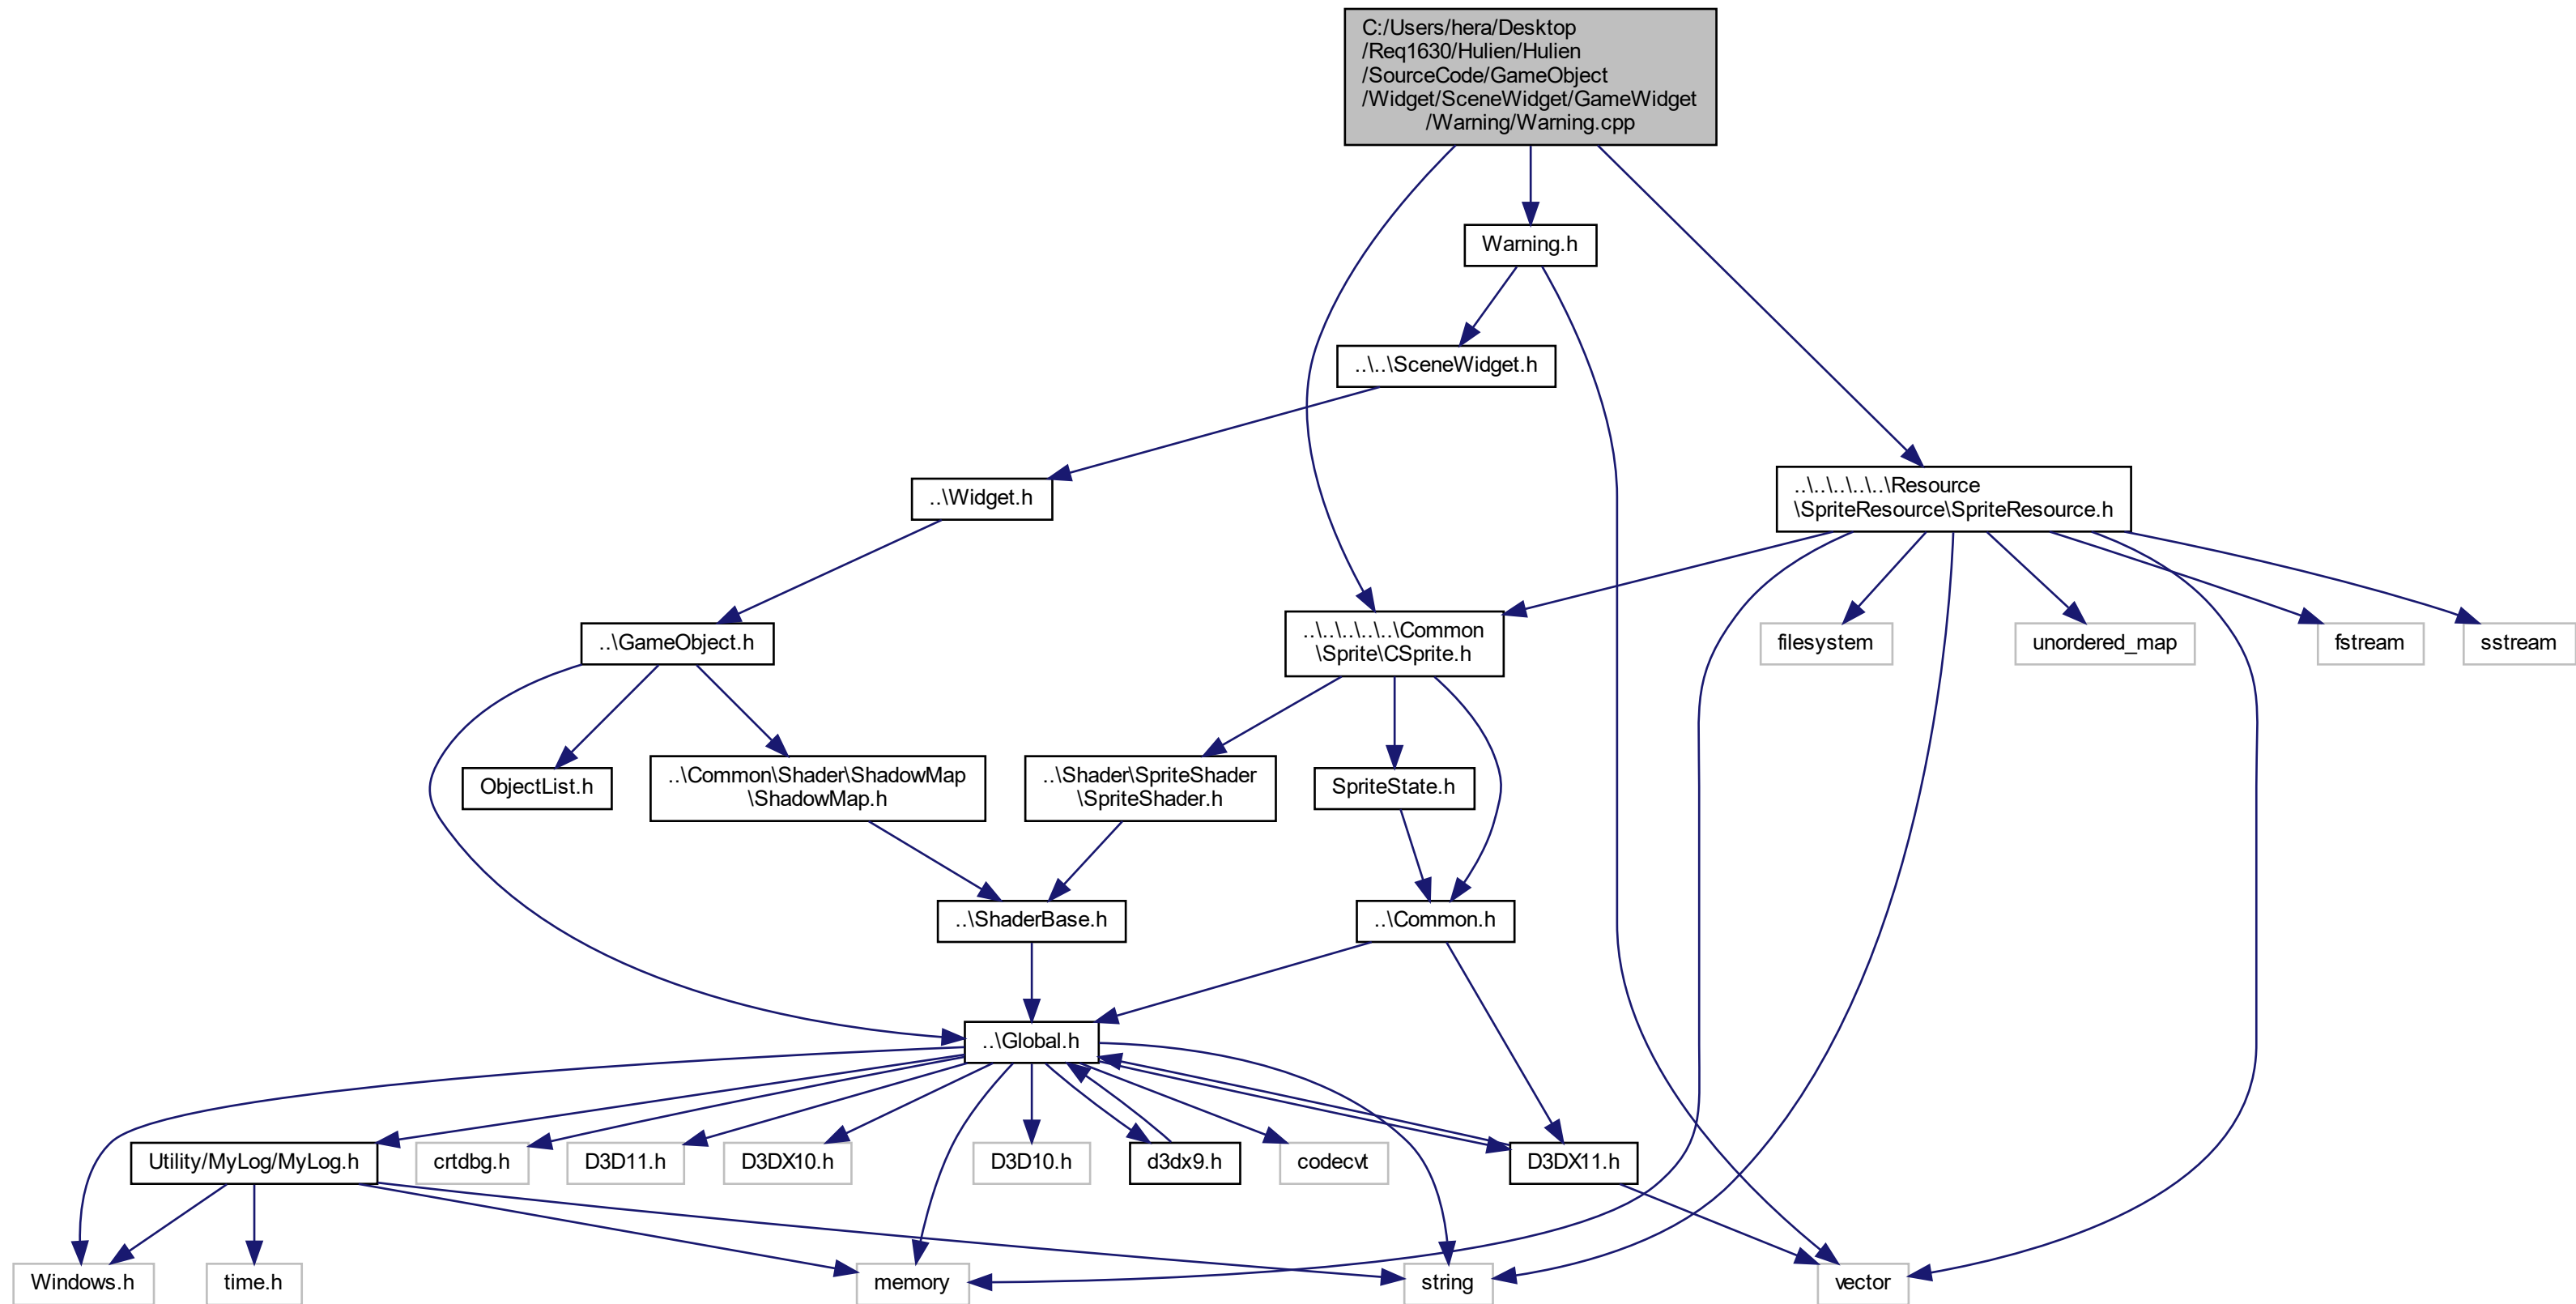 C:/Users/hera/Desktop
/Req1630/Hulien/Hulien
/SourceCode/GameObject
/Widget/SceneWidget/GameWidget
/Warning/Warning.cpp
Warning.h
..\..\SceneWidget.h
..\Widget.h
..\..\..\..\..\Resource
\SpriteResource\SpriteResource.h
..\GameObject.h
..\..\..\..\..\Common
\Sprite\CSprite.h
filesystem
unordered_map
fstream
sstream
ObjectList.h
..\Common\Shader\ShadowMap
\ShadowMap.h
..\Shader\SpriteShader
\SpriteShader.h
SpriteState.h
..\ShaderBase.h
..\Common.h
..\Global.h
Utility/MyLog/MyLog.h
crtdbg.h
D3D11.h
D3DX10.h
D3D10.h
d3dx9.h
codecvt
D3DX11.h
Windows.h
time.h
memory
string
vector